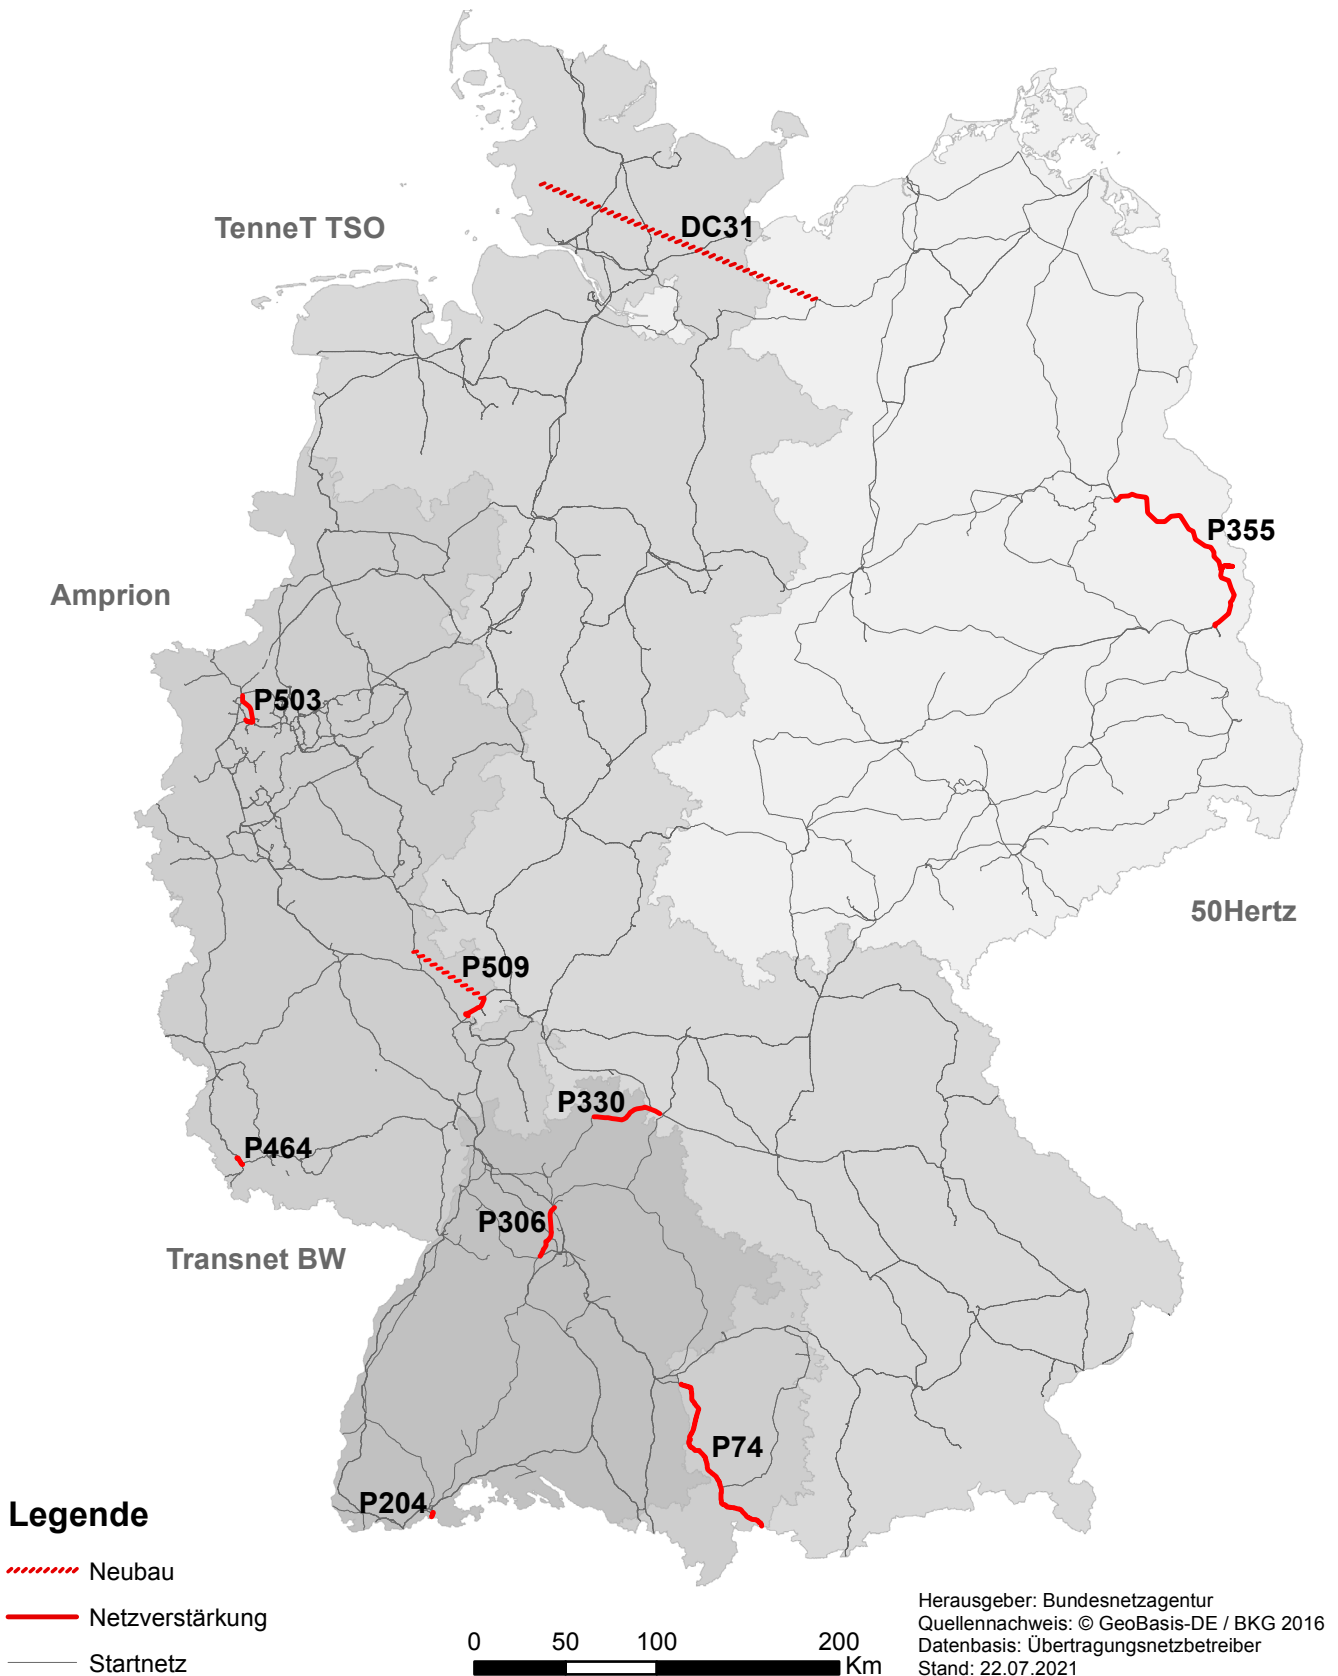 TenneT TSO
DC31
P355
Amprion
P503
50Hertz
P509
P330
P464
P306
Transnet BW
P74
P204
Legende
Neubau
Netzverstärkung
Startnetz
0 50 100 200
Km
Herausgeber: Bundesnetzagentur
Quellennachweis: © GeoBasis-DE / BKG 2016
Datenbasis: Übertragungsnetzbetreiber
Stand: 22.07.2021